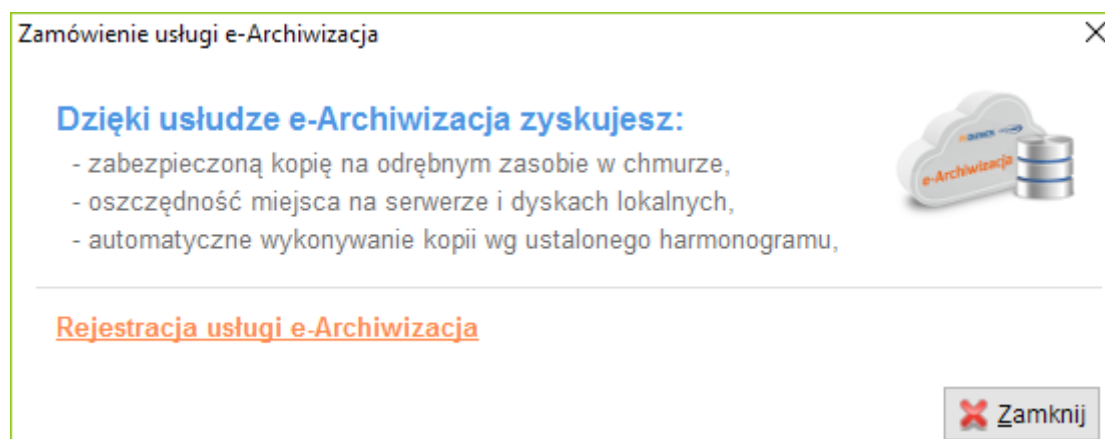 Zamówienie usługi e-Archiwizacja
Dzięki usłudze e-Archiwizacja zyskujesz:
- zabezpieczoną kopię na odrębnym zasobie w chmurze,
- oszczędność miejsca na serwerze i dyskach lokalnych,
- automatyczne wykonywanie kopii wg ustalonego harmonogramu,
e-Archiwizacja
Rejestracja usługi e-Archiwizacja
Zamknij